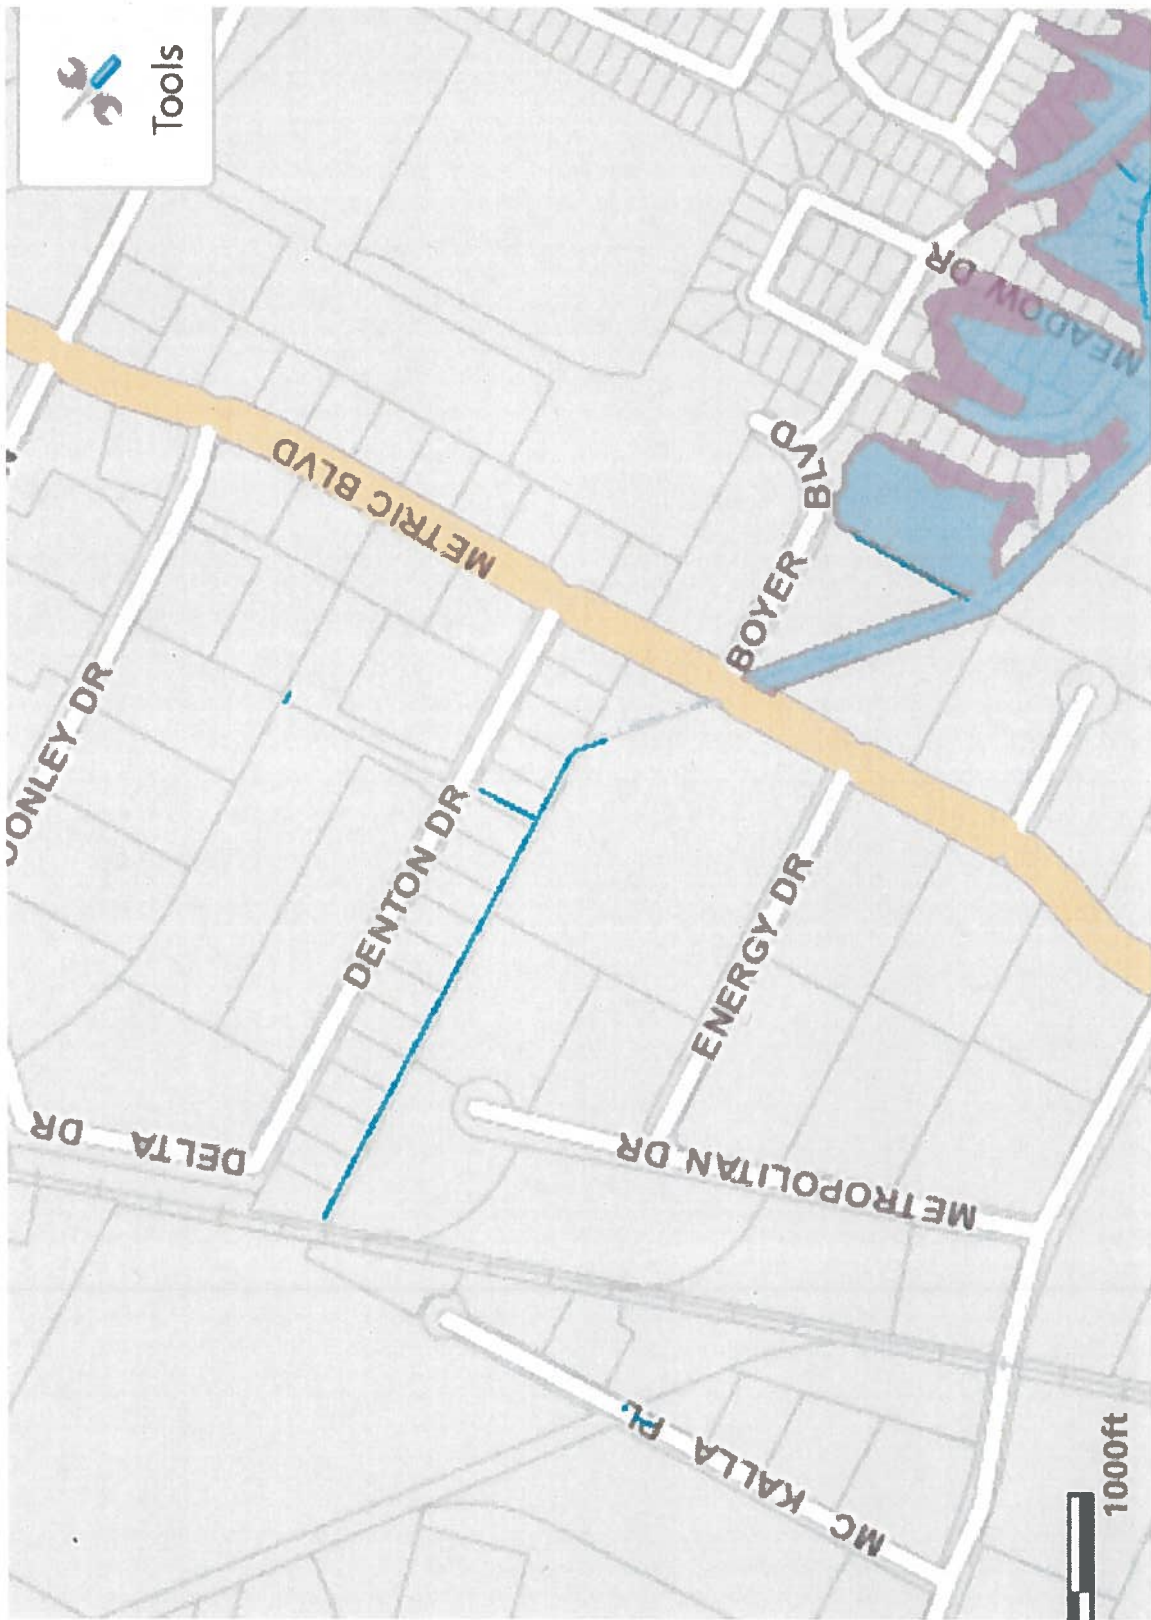 Tools
METRIC BLVD
DONLEY DR
DENTON DR
DELTA DR
BOYER BLVD
MEADOW DR
ENERGY DR
METROPOLITAN DR
MC KALLA PL
1000ft